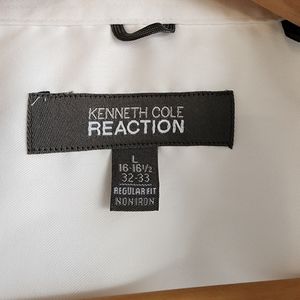 KENNETH COLE
REACTION
L
16-16½
32-33
REGULAR FIT
NONIRON